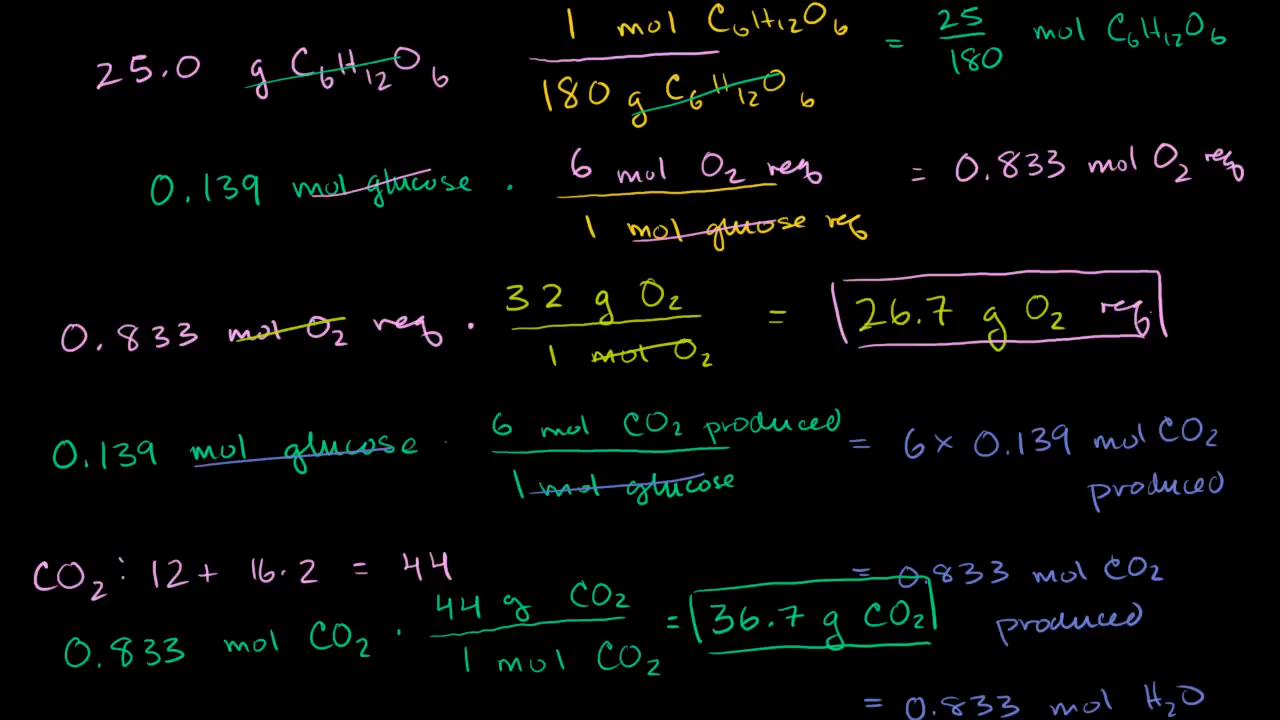 25.0 g C₆H₁₂O₆ 1 mol C₆H₁₂O₆ / 180 g C₆H₁₂O₆ = 25/180 mol C₆H₁₂O₆
0.139 mol glucose · 6 mol O₂ req / 1 mol glucose req = 0.833 mol O₂ req
0.833 mol O₂ req · 32 g O₂ / 1 mol O₂ = 26.7 g O₂ req
0.139 mol glucose · 6 mol CO₂ produced / 1 mol glucose = 6 × 0.139 mol CO₂
produced
CO₂: 12 + 16·2 = 44
= 0.833 mol CO₂
produced
0.833 mol CO₂ · 44 g CO₂ / 1 mol CO₂ = 36.7 g CO₂
= 0.833 mol H₂O